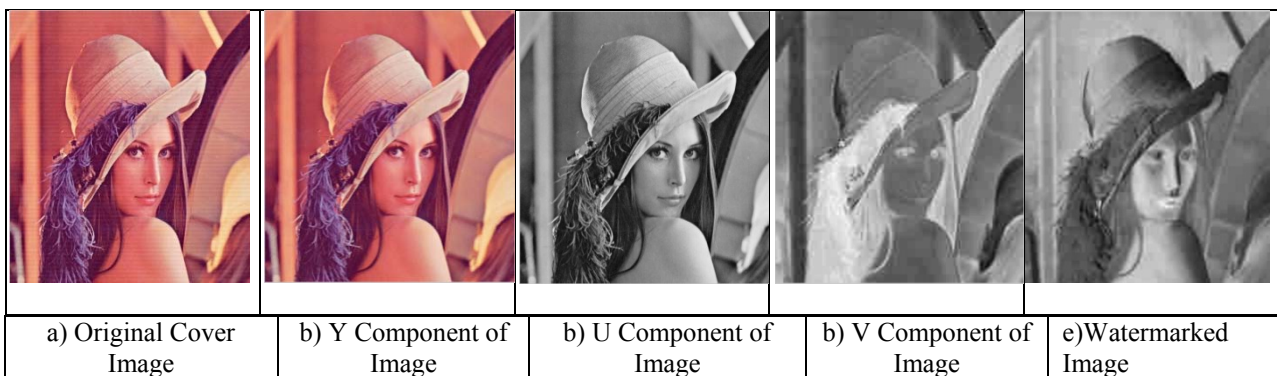 a) Original Cover
Image
b) Y Component of
Image
b) U Component of
Image
b) V Component of
Image
e)Watermarked
Image